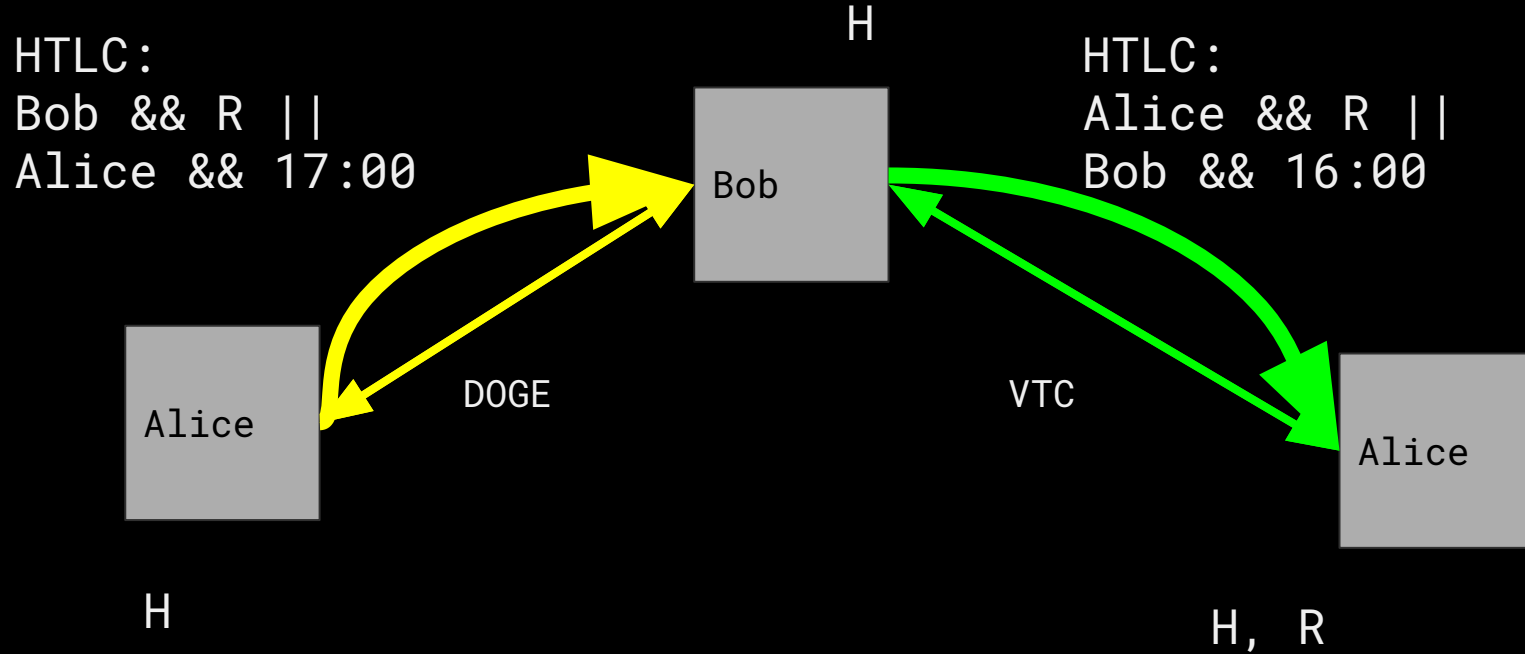 H
HTLC:
Bob && R ||
Alice && 17:00
HTLC:
Alice && R ||
Bob && 16:00
Bob
DOGE
VTC
Alice
Alice
H
H, R